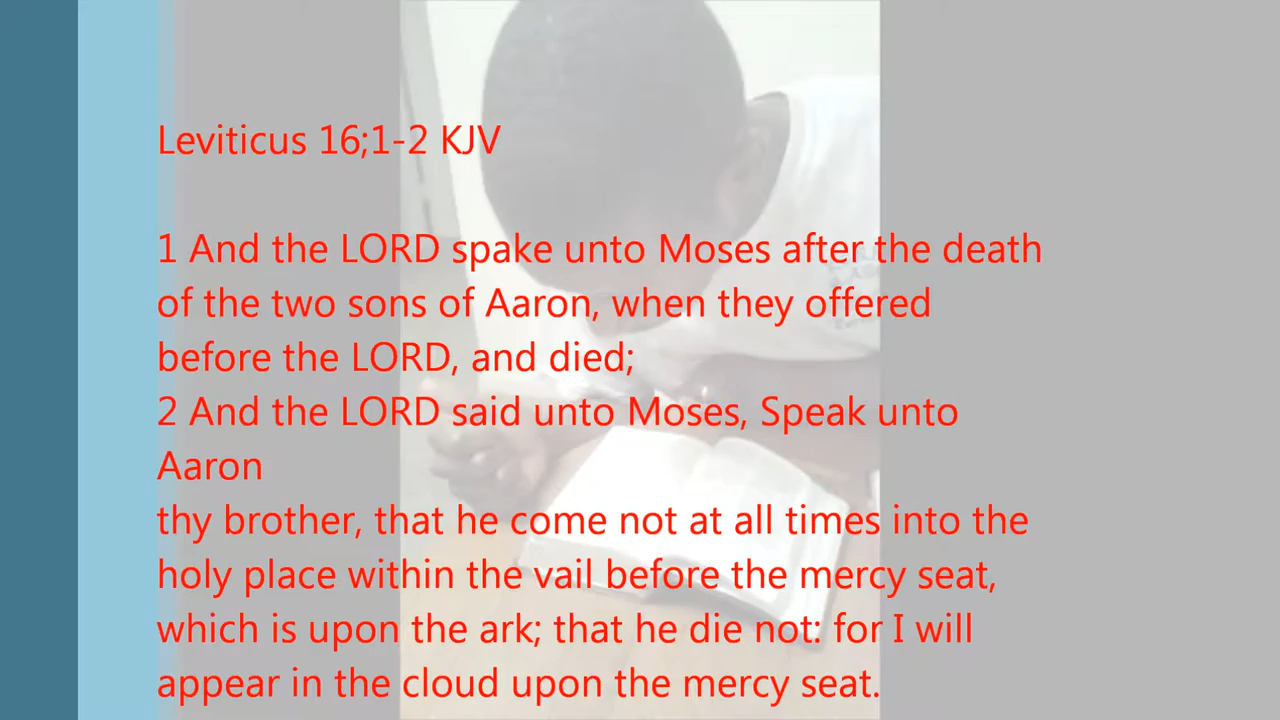 Leviticus 16;1-2 KJV
1 And the LORD spake unto Moses after the death
of the two sons of Aaron, when they offered
before the LORD, and died;
2 And the LORD said unto Moses, Speak unto
Aaron
thy brother, that he come not at all times into the
holy place within the vail before the mercy seat,
which is upon the ark; that he die not: for I will
appear in the cloud upon the mercy seat.